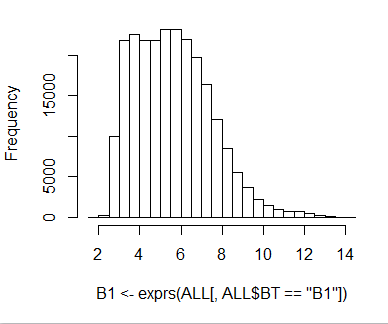 Frequency
15000
5000
0
2 4 6 8 10 12 14
B1 <- exprs(ALL[, ALL$BT == "B1"])